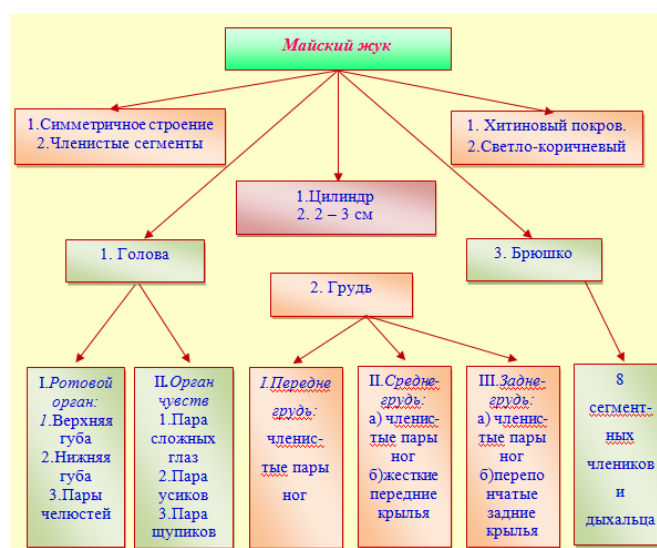 Майский жук
1.Симметричное строение
2.Членистые сегменты
1. Хитиновый покров.
2.Светло-коричневый
1.Цилиндр
2. 2 – 3 см
1. Голова
3. Брюшко
2. Грудь
I.Ротовой
орган:
1.Верхняя
губа
2.Нижняя
губа
3.Пары
челюстей
II.Орган
чувств
1.Пара
сложных
глаз
2.Пара
усиков
3.Пара
щупиков
I.Передне
грудь:
членис-
тые пары
ног
II.Средне-
грудь:
а) членис-
тые пары
ног
б)жесткие
передние
крылья
III.Задне-
грудь:
а) членис-
тые пары
ног
б)перепо
нчатые
задние
крылья
8
сегмент-
ных
члеников
и
дыхальца